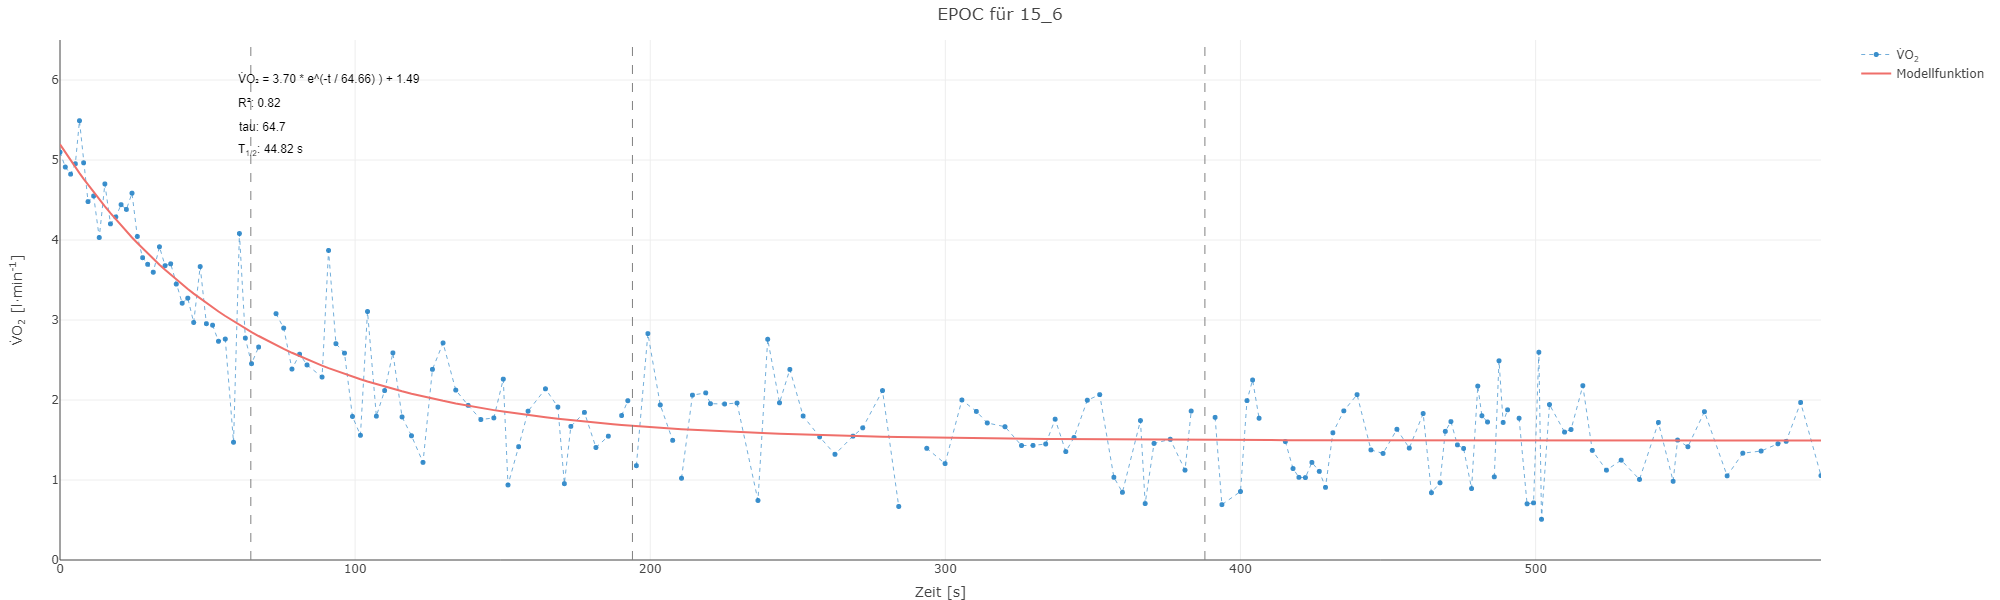 EPOC für 15_6
V̇O₂ = 3.70 * e^(-t / 64.66) ) + 1.49
R²: 0.82
tau: 64.7
T₁/₂: 44.82 s
V̇O₂
Modellfunktion
V̇O₂ [l·min⁻¹]
6
5
4
3
2
1
0
0 100 200 300 400 500
Zeit [s]